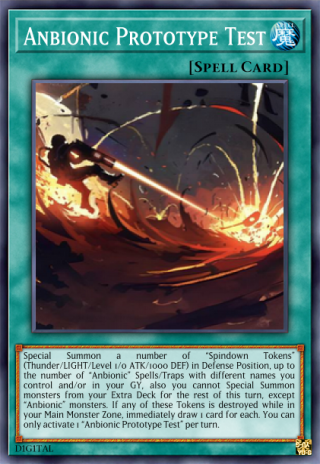 Anbionic Prototype Test
[Spell Card]
Special Summon a number of "Spindown Tokens"
(Thunder/LIGHT/Level 1/0 ATK/1000 DEF) in Defense Position, up to
the number of "Anbionic" Spells/Traps with different names you
control and/or in your GY, also you cannot Special Summon
monsters from your Extra Deck for the rest of this turn, except
"Anbionic" monsters. If any of these Tokens is destroyed while in
your Main Monster Zone, immediately draw 1 card for each. You can
only activate 1 "Anbionic Prototype Test" per turn.
DIGITAL